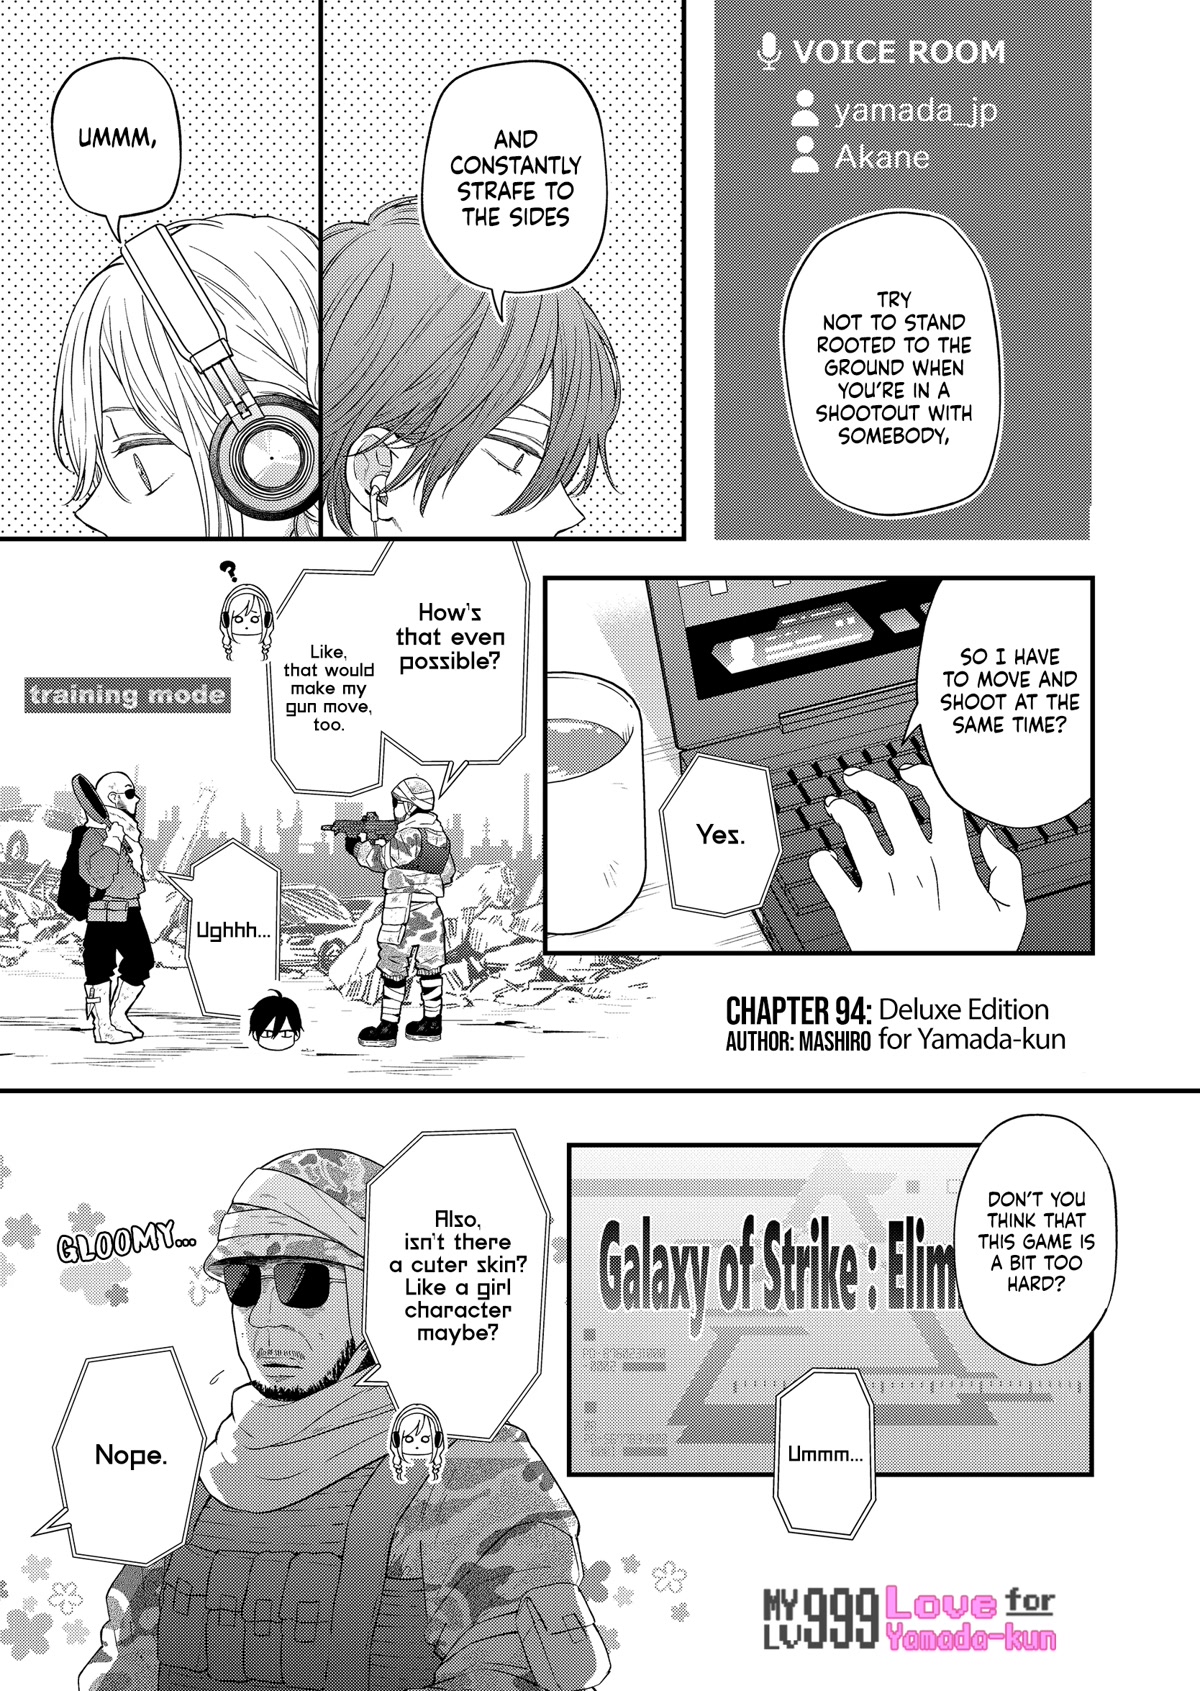 VOICE ROOM
yamada_jp
Akane
TRY
NOT TO STAND
ROOTED TO THE
GROUND WHEN
YOU'RE IN A
SHOOTOUT WITH
SOMEBODY,
AND
CONSTANTLY
STRAFE TO
THE SIDES
UMMM,
SO I HAVE
TO MOVE AND
SHOOT AT THE
SAME TIME?
Yes.
How's
that even
possible?
Like,
that would
make my
gun move,
too.
?
training mode
Ughhh...
CHAPTER 94: Deluxe Edition
AUTHOR: MASHIRO for Yamada-kun
DON'T YOU
THINK THAT
THIS GAME IS
A BIT TOO
HARD?
Galaxy of Strike : Elim
Ummm...
Also,
isn't there
a cuter skin?
Like a girl
character
maybe?
GLOOMY...
Nope.
MY LV999 Love for
Yamada-kun